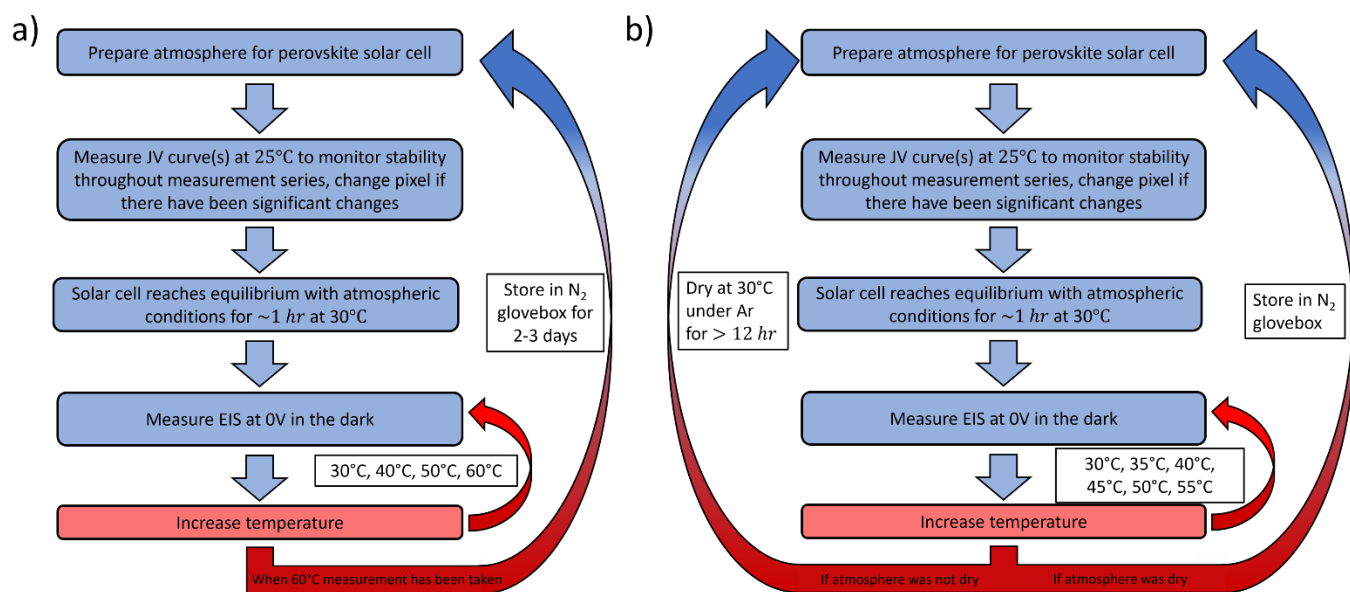 a)
Prepare atmosphere for perovskite solar cell
Measure JV curve(s) at 25°C to monitor stability
throughout measurement series, change pixel if
there have been significant changes
Solar cell reaches equilibrium with atmospheric
conditions for ~1 hr at 30°C
Store in N₂
glovebox for
2-3 days
Measure EIS at 0V in the dark
30°C, 40°C, 50°C, 60°C
Increase temperature
When 60°C measurement has been taken
b)
Prepare atmosphere for perovskite solar cell
Measure JV curve(s) at 25°C to monitor stability
throughout measurement series, change pixel if
there have been significant changes
Dry at 30°C
under Ar
for > 12 hr
Solar cell reaches equilibrium with atmospheric
conditions for ~1 hr at 30°C
Store in N₂
glovebox
Measure EIS at 0V in the dark
30°C, 35°C, 40°C,
45°C, 50°C, 55°C
Increase temperature
If atmosphere was not dry
If atmosphere was dry